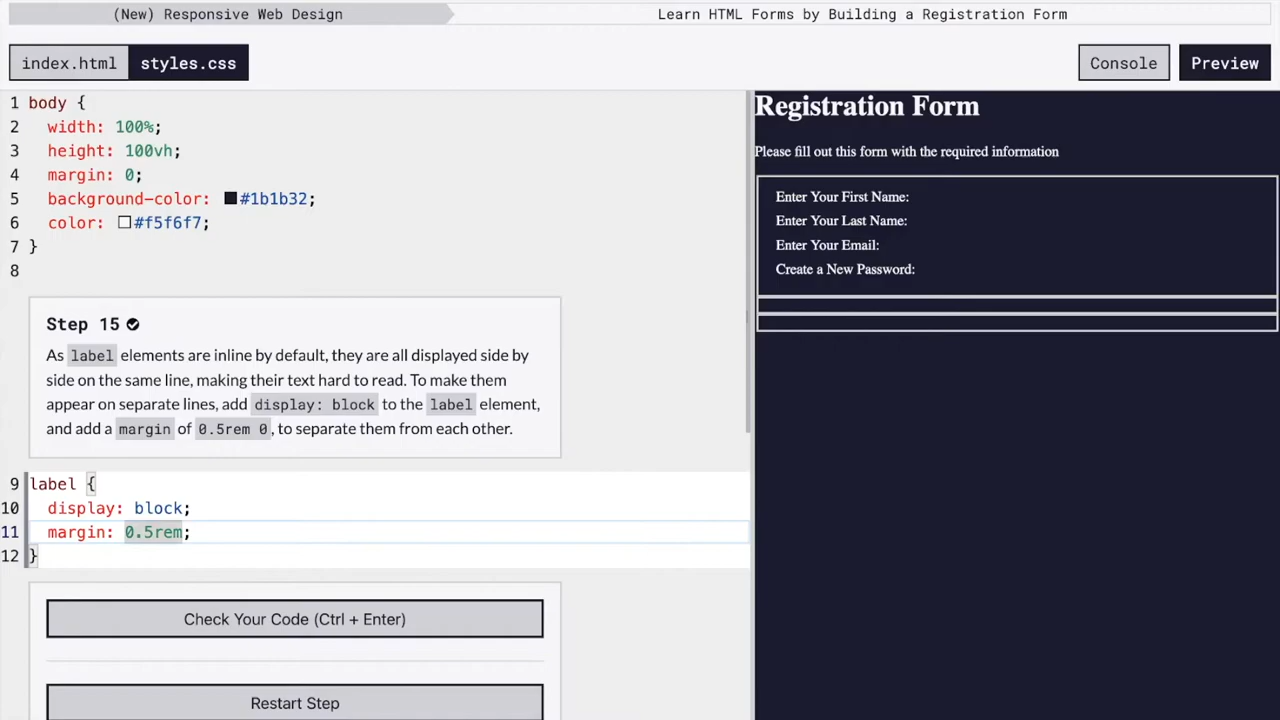 (New) Responsive Web Design
Learn HTML Forms by Building a Registration Form
index.html
styles.css
Console
Preview
1 body {
2 width: 100%;
3 height: 100vh;
4 margin: 0;
5 background-color: #1b1b32;
6 color: #f5f6f7;
7 }
8
Step 15
As label elements are inline by default, they are all displayed side by
side on the same line, making their text hard to read. To make them
appear on separate lines, add display: block to the label element,
and add a margin of 0.5rem 0, to separate them from each other.
9 label {
10 display: block;
11 margin: 0.5rem;
12 }
Check Your Code (Ctrl + Enter)
Restart Step
Registration Form
Please fill out this form with the required information
Enter Your First Name:
Enter Your Last Name:
Enter Your Email:
Create a New Password: